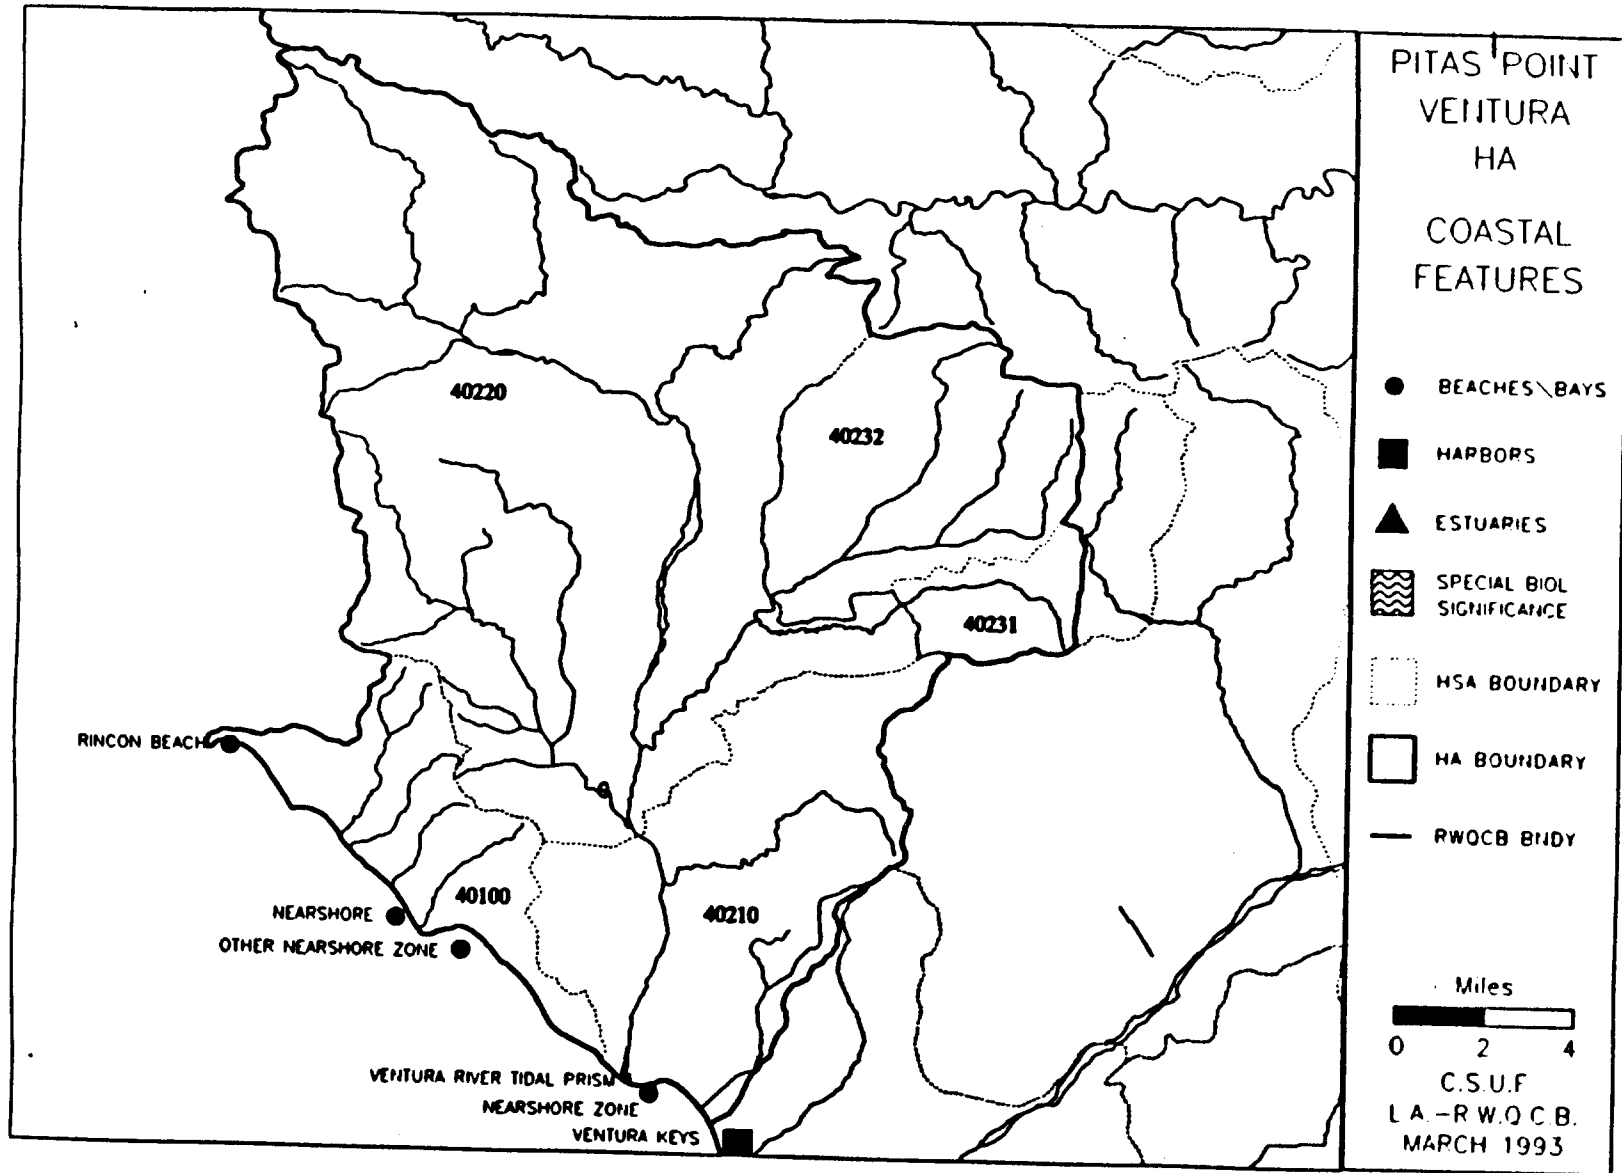 PITAS POINT
VENTURA
HA
COASTAL
FEATURES
BEACHES\BAYS
HARBORS
ESTUARIES
SPECIAL BIOL
SIGNIFICANCE
HSA BOUNDARY
HA BOUNDARY
RWQCB BNDY
Miles
0 2 4
C.S.U.F
L A.-R W.Q C.B.
MARCH 1993
40220
40232
40231
RINCON BEACH
40100
40210
NEARSHORE
OTHER NEARSHORE ZONE
VENTURA RIVER TIDAL PRISM
NEARSHORE ZONE
VENTURA KEYS